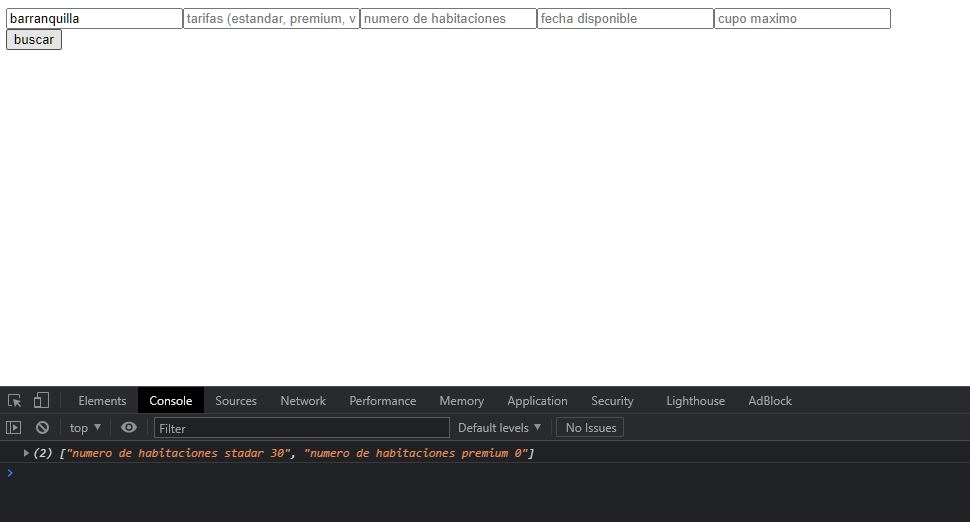 barranquilla tarifas (estandar, premium, v numero de habitaciones fecha disponible cupo maximo
buscar
Elements Console Sources Network Performance Memory Application Security Lighthouse AdBlock
top Filter Default levels No Issues
(2) ["numero de habitaciones stadar 30", "numero de habitaciones premium 0"]